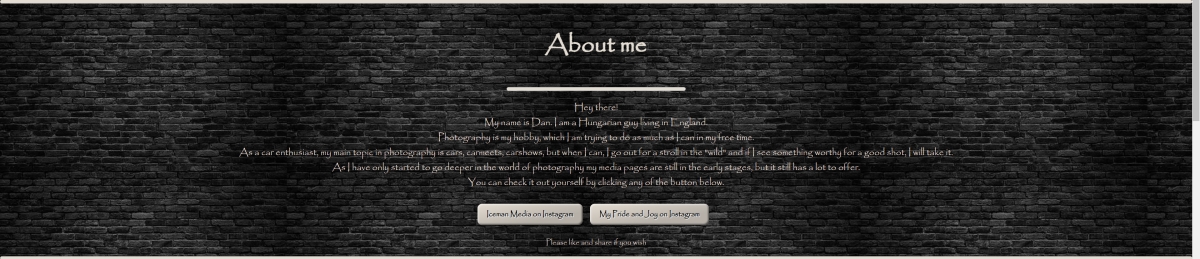 About me
Hey there!
My name is Dan. I am a Hungarian guy living in England.
Photography is my hobby, which I am trying to do as much as I can in my free time.
As a car enthusiast, my main topic in photography is cars, carmeets, carshows, but when I can, I go out for a stroll in the "wild" and if I see something worthy for a good shot, I will take it.
As I have only started to go deeper in the world of photography my media pages are still in the early stages, but it still has a lot to offer.
You can check it out yourself by clicking any of the button below.
Iceman Media on Instagram
My Pride and Joy on Instagram
Please like and share if you wish